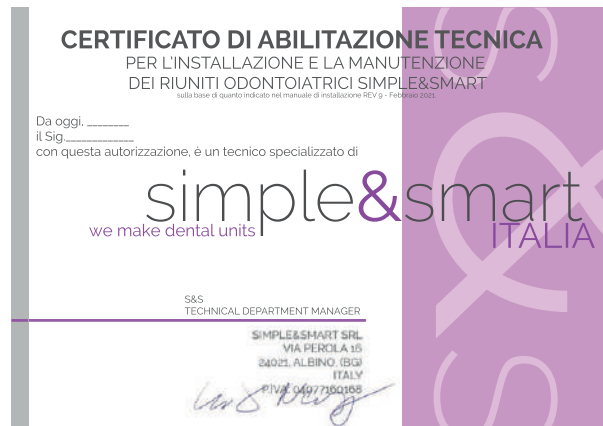 CERTIFICATO DI ABILITAZIONE TECNICA
PER L'INSTALLAZIONE E LA MANUTENZIONE
DEI RIUNITI ODONTOIATRICI SIMPLE&SMART
sulla base di quanto indicato nel manuale di installazione REV 9 - Febbraio 2021
Da oggi, ________
il Sig.______________
con questa autorizzazione, è un tecnico specializzato di
simple&smart
we make dental units
ITALIA
S&S
TECHNICAL DEPARTMENT MANAGER
SIMPLE&SMART SRL
VIA PEROLA 16
24021, ALBINO, (BG)
ITALY
P.IVA: 04077160168